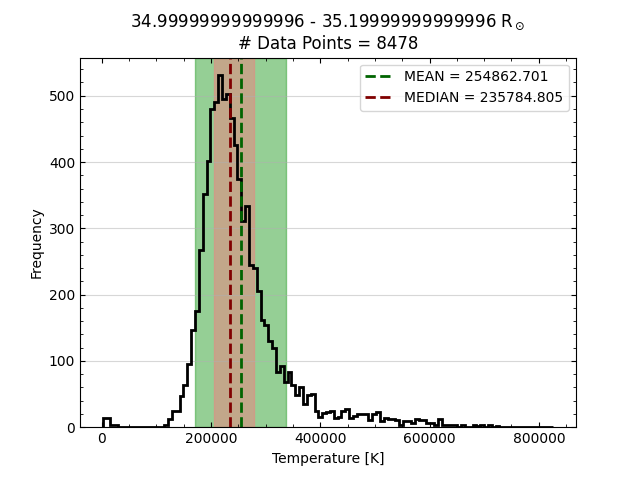 34.99999999999996 - 35.19999999999996 R⊙
# Data Points = 8478
MEAN = 254862.701
MEDIAN = 235784.805
Frequency
500
400
300
200
100
0
0 200000 400000 600000 800000
Temperature [K]